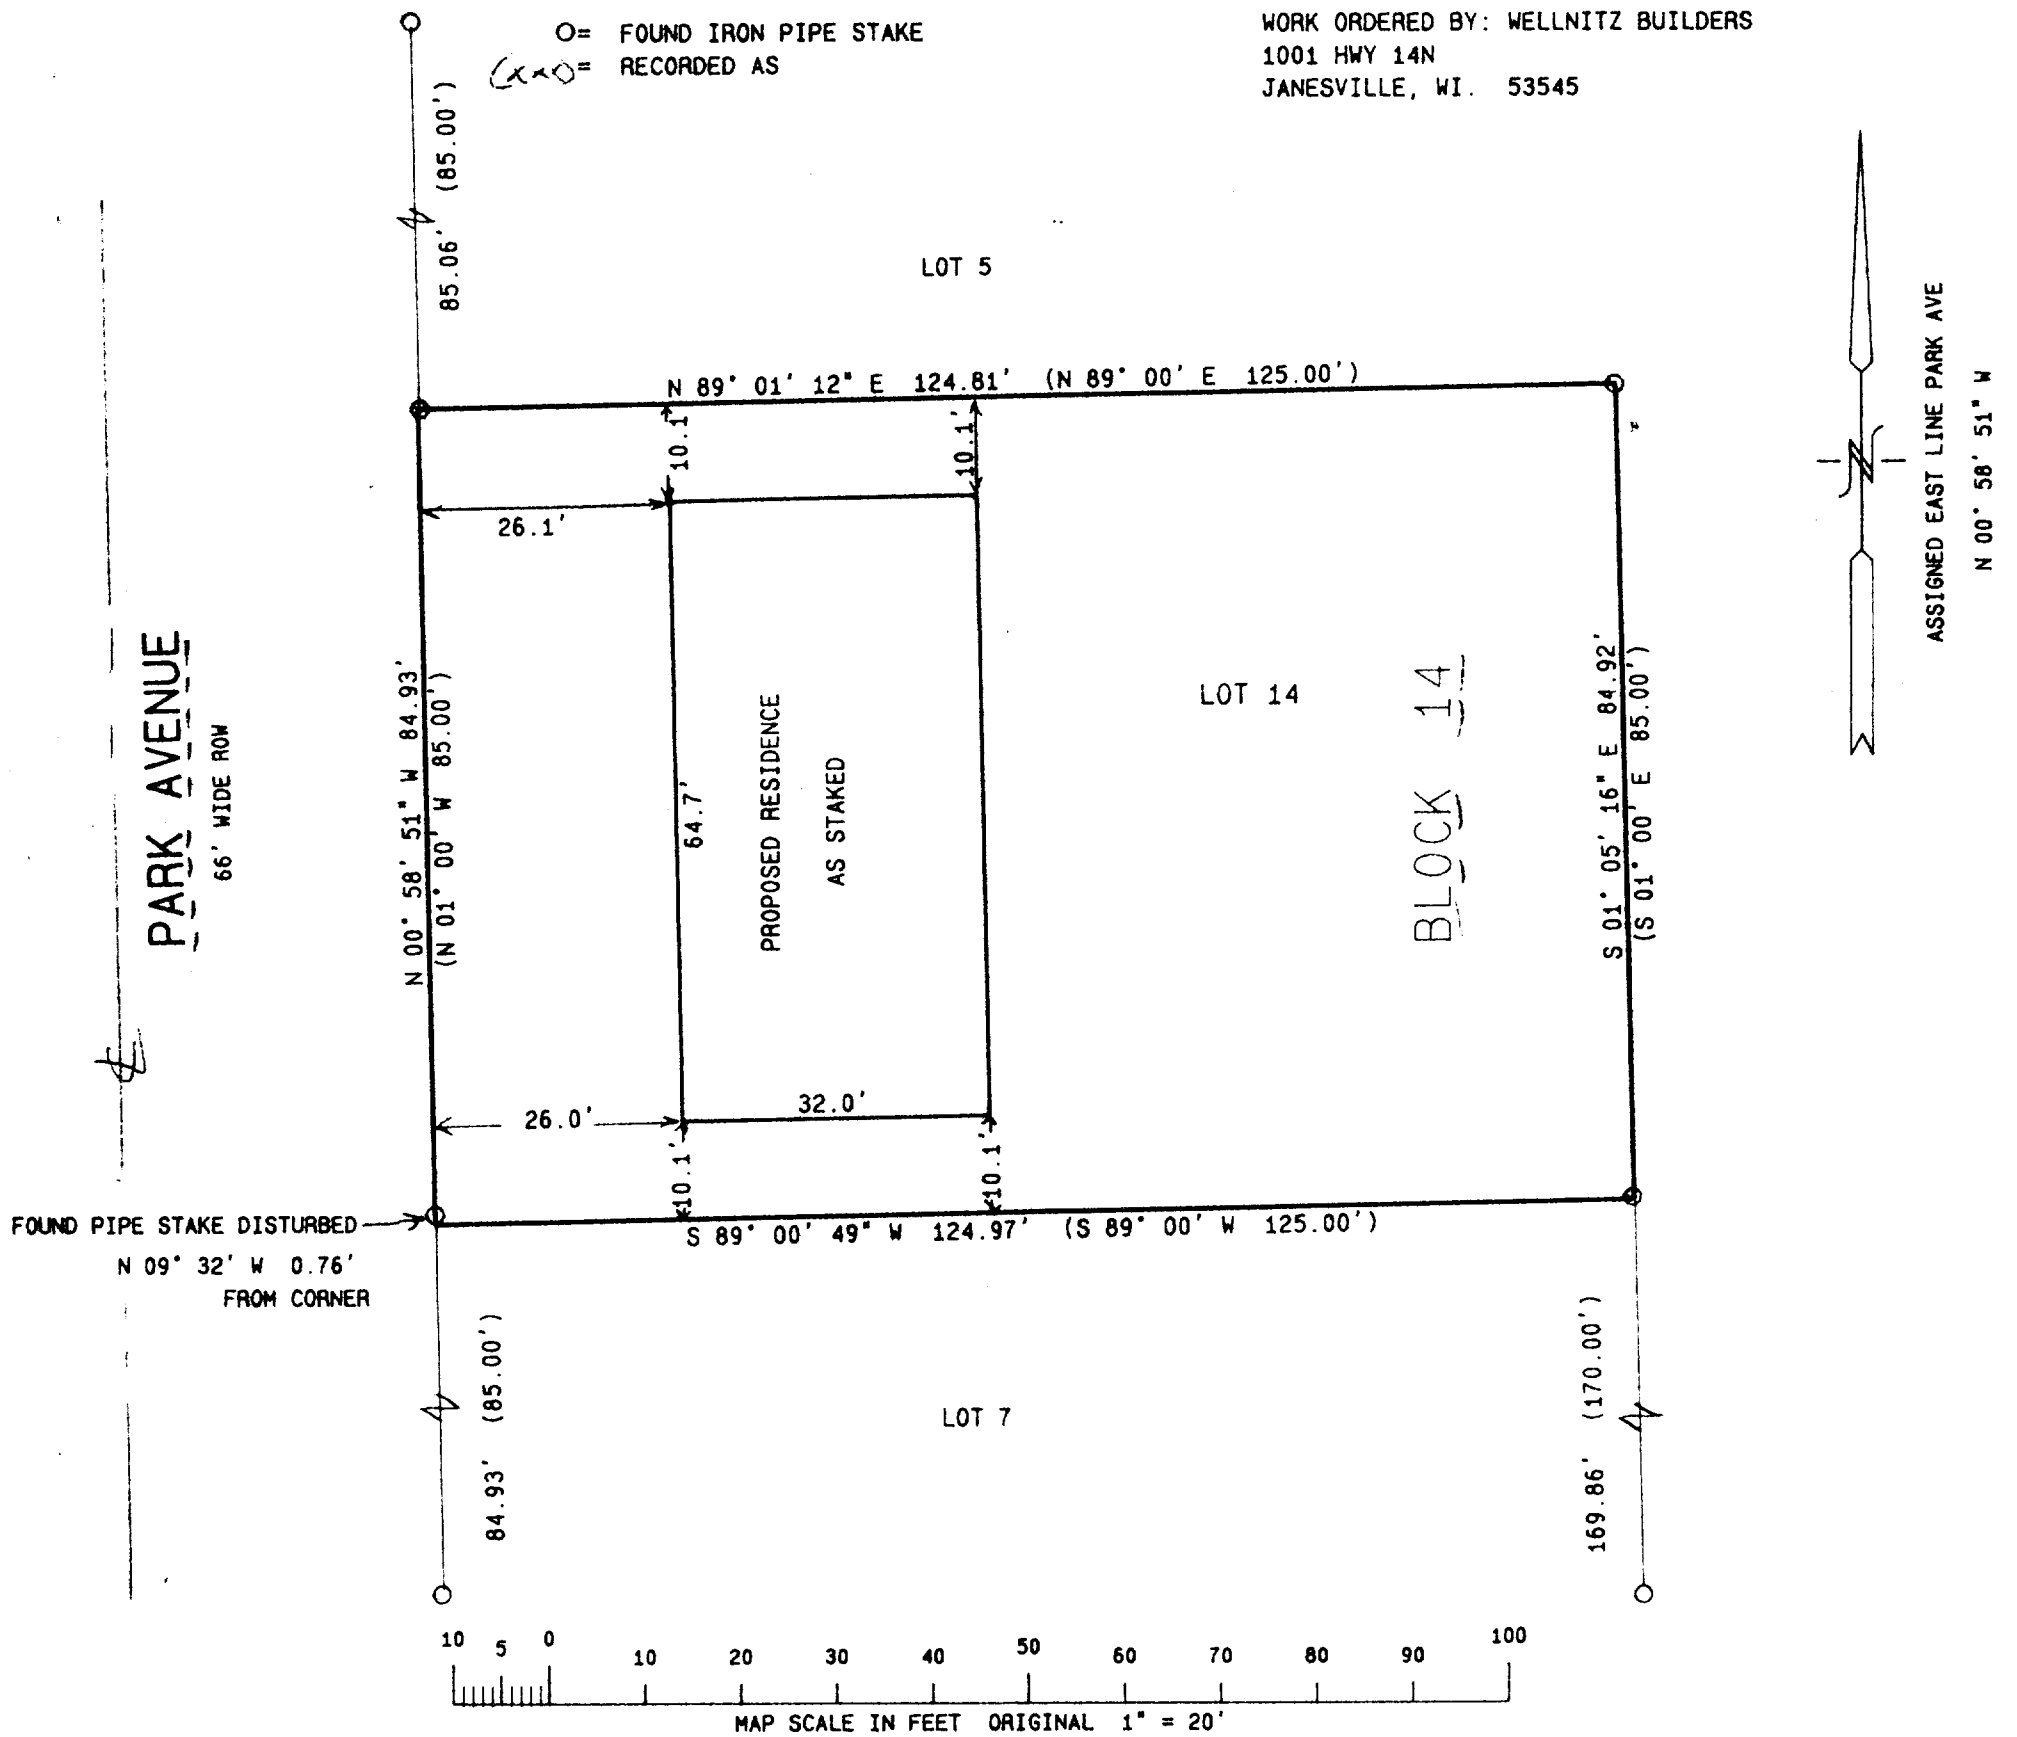 O= FOUND IRON PIPE STAKE
(xxx)= RECORDED AS
WORK ORDERED BY: WELLNITZ BUILDERS
1001 HWY 14N
JANESVILLE, WI. 53545
85.06' (85.00')
LOT 5
N 89° 01' 12" E 124.81' (N 89° 00' E 125.00')
10.1'
10.1'
26.1'
N
ASSIGNED EAST LINE PARK AVE
N 00° 58' 51" W
PARK AVENUE
66' WIDE ROW
N 00° 58' 51" W 84.93'
(N 01° 00' W 85.00')
64.7'
PROPOSED RESIDENCE
AS STAKED
LOT 14
BLOCK 14
S 01° 05' 16" E 84.92'
(S 01° 00' E 85.00')
26.0'
32.0'
10.1'
10.1'
FOUND PIPE STAKE DISTURBED
N 09° 32' W 0.76'
FROM CORNER
S 89° 00' 49" W 124.97' (S 89° 00' W 125.00')
84.93' (85.00')
LOT 7
169.86' (170.00')
10 5 0 10 20 30 40 50 60 70 80 90 100
MAP SCALE IN FEET ORIGINAL 1" = 20'